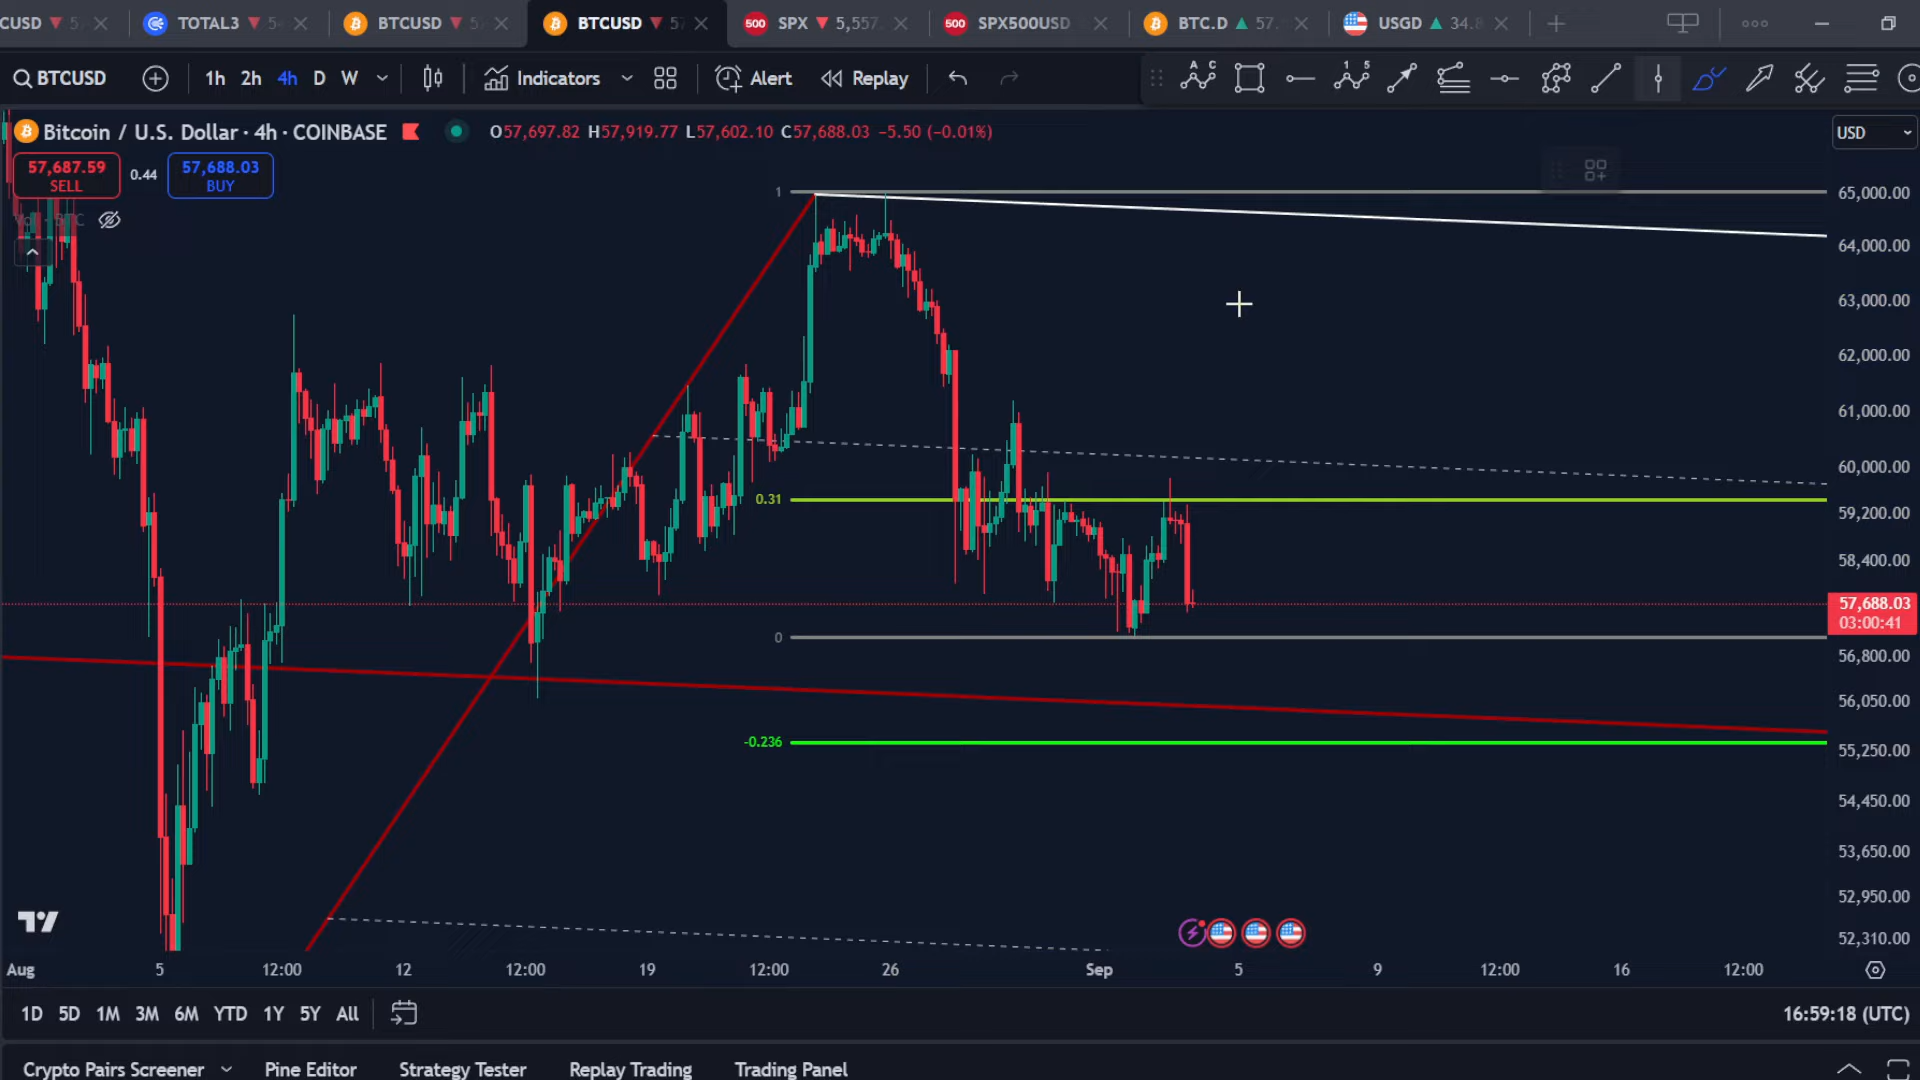 CUSD
TOTAL3
BTCUSD
BTCUSD
500 SPX 5,557
500 SPX500USD
BTC.D 57.
USGD 34.8
BTCUSD 1h 2h 4h D W Indicators Alert Replay
Bitcoin / U.S. Dollar · 4h · COINBASE O57,697.82 H57,919.77 L57,602.10 C57,688.03 −5.50 (−0.01%)
USD
57,687.59
SELL
0.44
57,688.03
BUY
1
0.31
0
-0.236
65,000.00
64,000.00
63,000.00
62,000.00
61,000.00
60,000.00
59,200.00
58,400.00
57,688.03
03:00:41
56,800.00
56,050.00
55,250.00
54,450.00
53,650.00
52,950.00
52,310.00
Aug 5 12:00 12 12:00 19 12:00 26 Sep 5 9 12:00 16 12:00
1D 5D 1M 3M 6M YTD 1Y 5Y All
16:59:18 (UTC)
Crypto Pairs Screener Pine Editor Strategy Tester Replay Trading Trading Panel